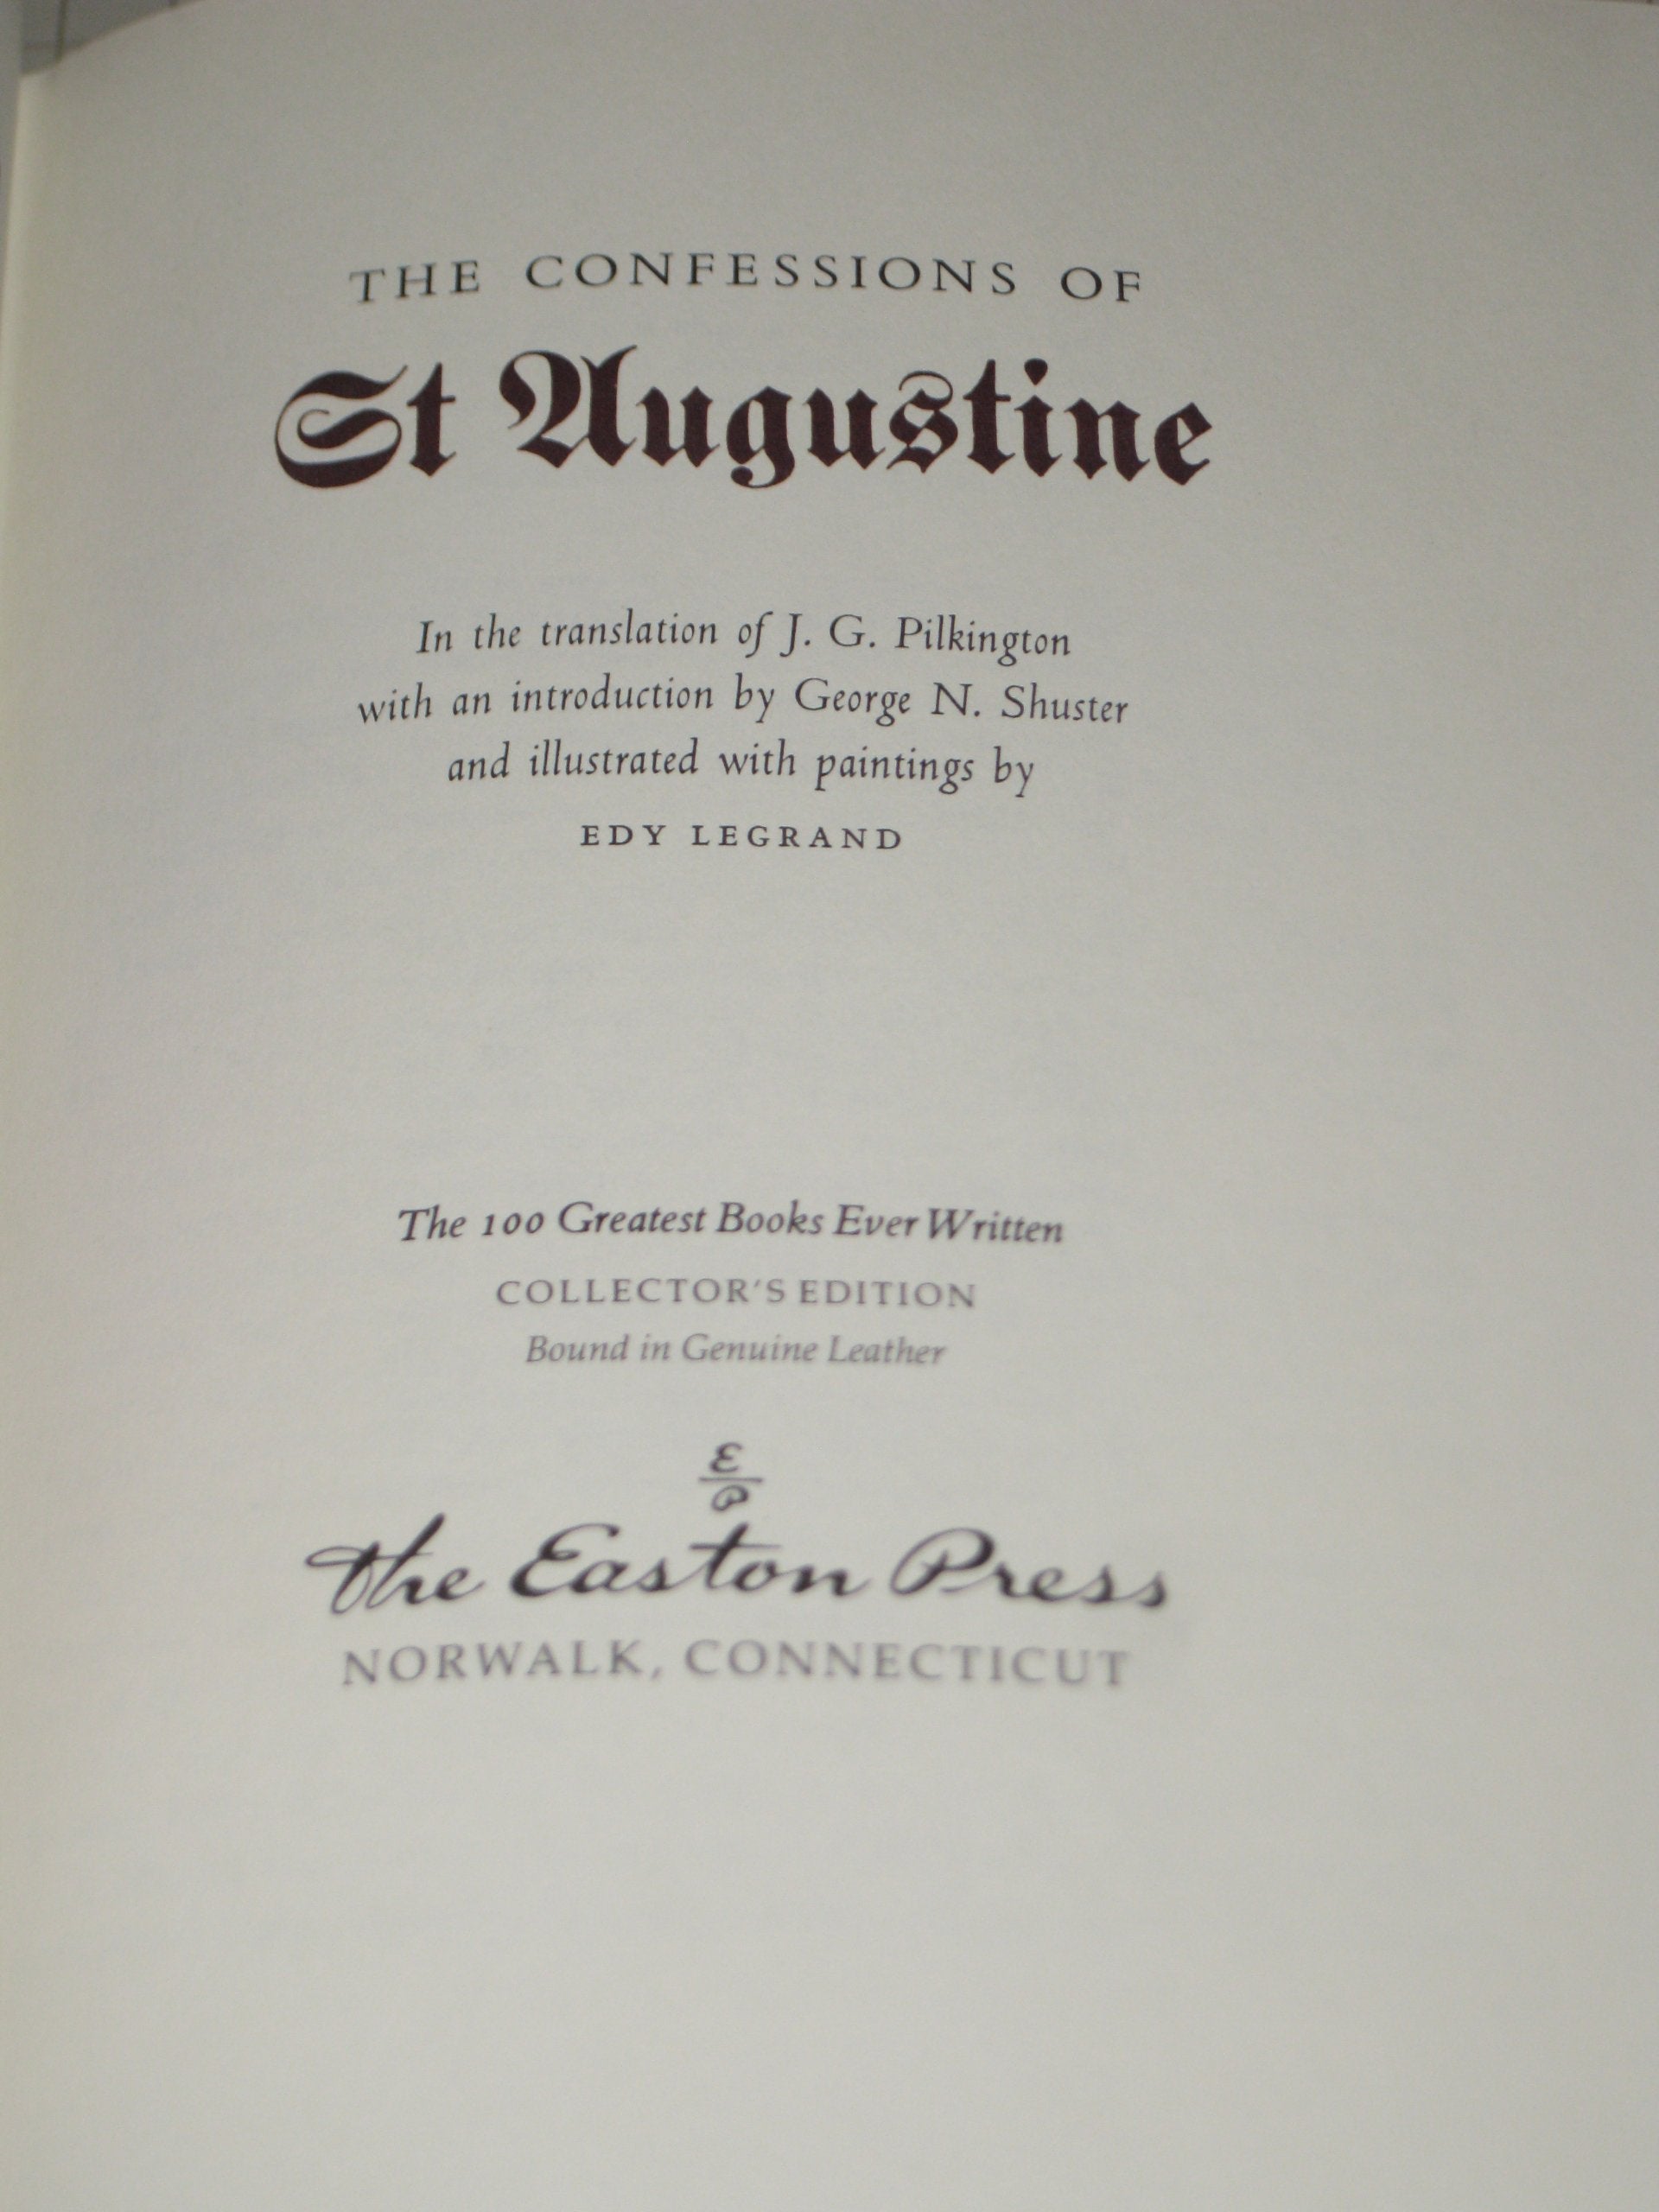 THE CONFESSIONS OF
St Augustine
In the translation of J. G. Pilkington
with an introduction by George N. Shuster
and illustrated with paintings by
EDY LEGRAND
The 100 Greatest Books Ever Written
COLLECTOR'S EDITION
Bound in Genuine Leather
E
P
The Easton Press
NORWALK, CONNECTICUT